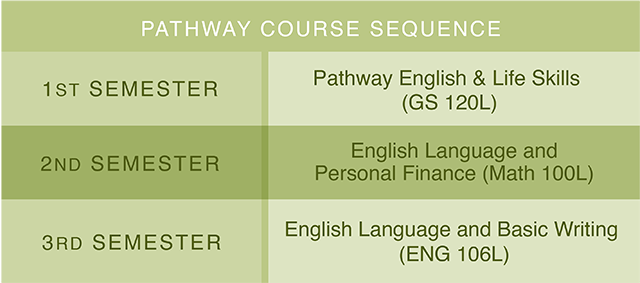 PATHWAY COURSE SEQUENCE
1ST SEMESTER
Pathway English & Life Skills
(GS 120L)
2ND SEMESTER
English Language and
Personal Finance (Math 100L)
3RD SEMESTER
English Language and Basic Writing
(ENG 106L)